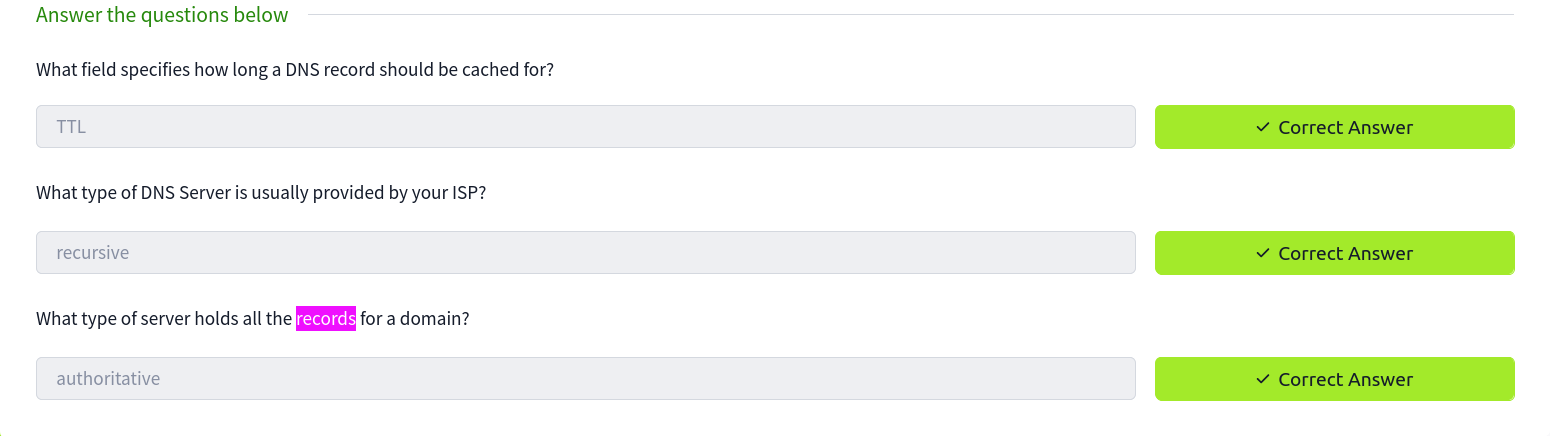 Answer the questions below
What field specifies how long a DNS record should be cached for?
TTL
✓ Correct Answer
What type of DNS Server is usually provided by your ISP?
recursive
✓ Correct Answer
What type of server holds all the records for a domain?
authoritative
✓ Correct Answer